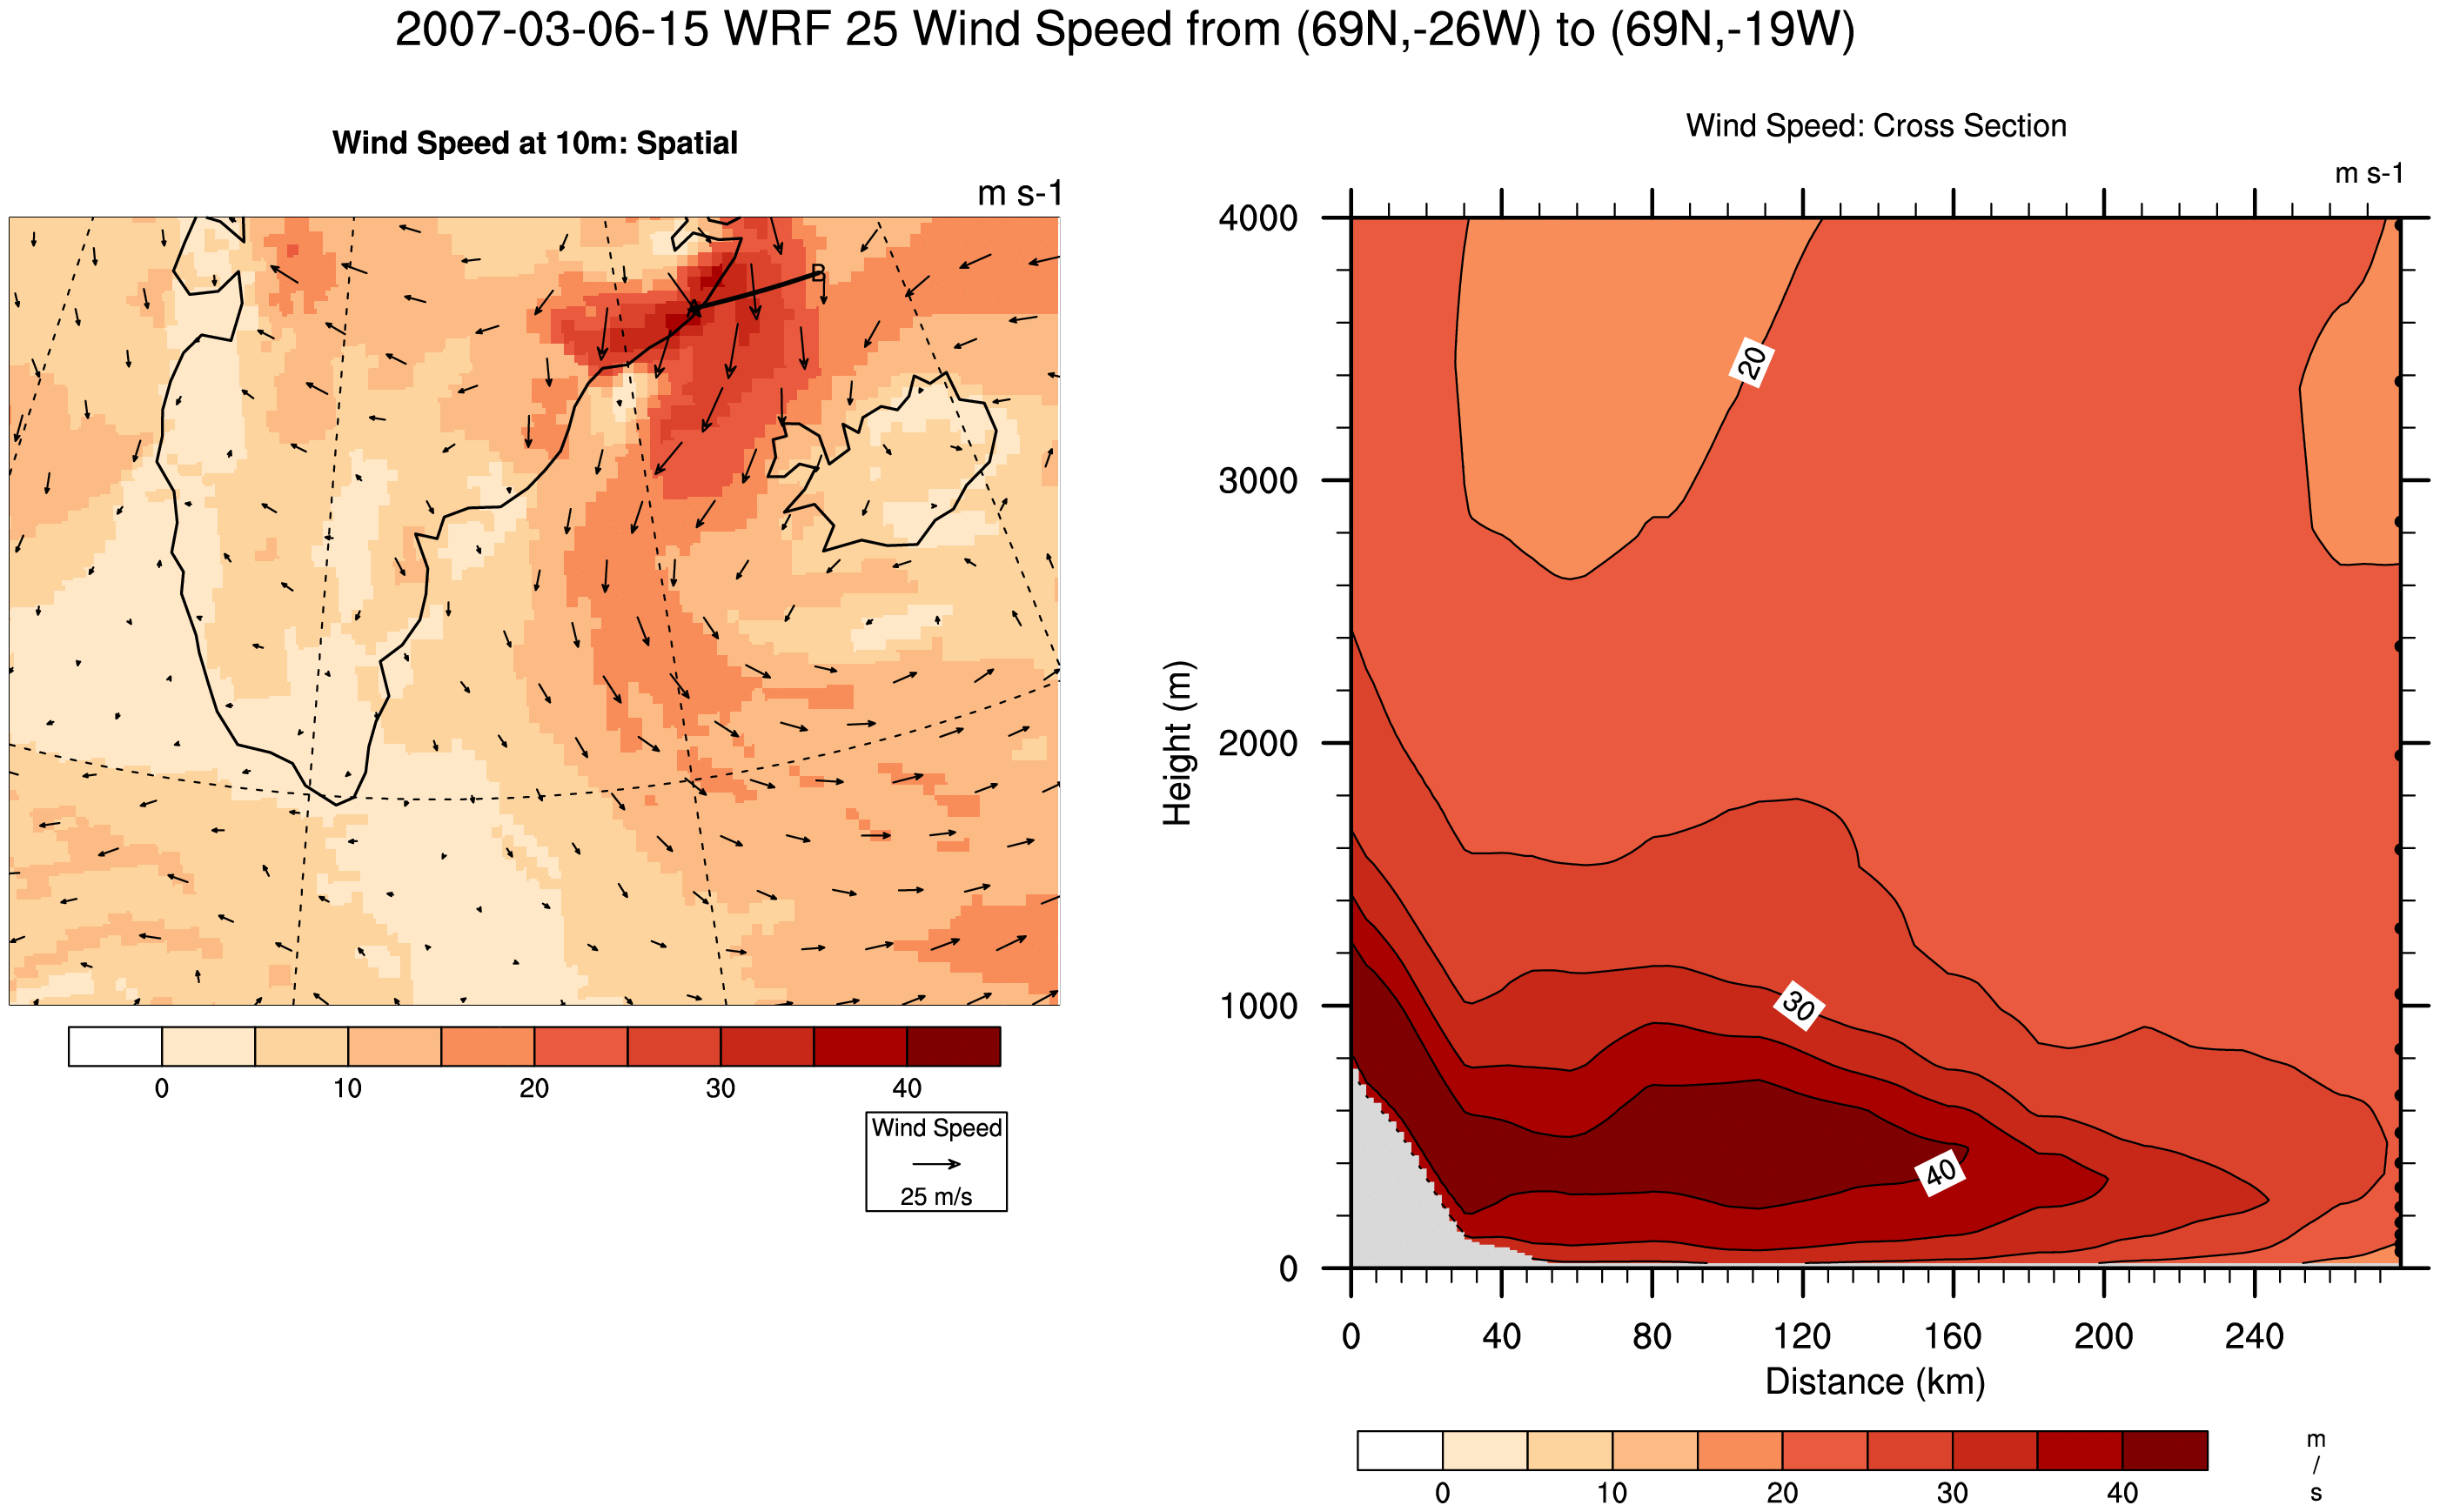 2007-03-06-15 WRF 25 Wind Speed from (69N,-26W) to (69N,-19W)
Wind Speed at 10m: Spatial
m s-1
B
A
0 10 20 30 40
Wind Speed
25 m/s
Wind Speed: Cross Section
m s-1
4000
3000
2000
1000
0
Height (m)
20
30
40
0 40 80 120 160 200 240
Distance (km)
0 10 20 30 40
m
/
s